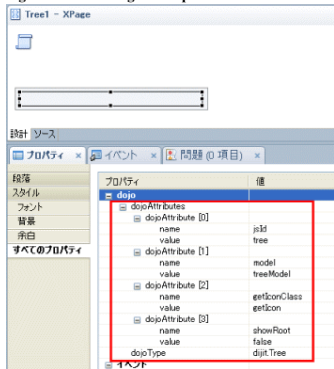 Tree1 - XPage
設計 ソース
プロパティ イベント 問題 (0 項目)
段落
スタイル
フォント
背景
余白
すべてのプロパティ
プロパティ 値
dojo
dojoAttributes
dojoAttribute [0]
name jsId
value tree
dojoAttribute [1]
name model
value treeModel
dojoAttribute [2]
name getIconClass
value getIcon
dojoAttribute [3]
name showRoot
value false
dojoType dijit.Tree
イベント